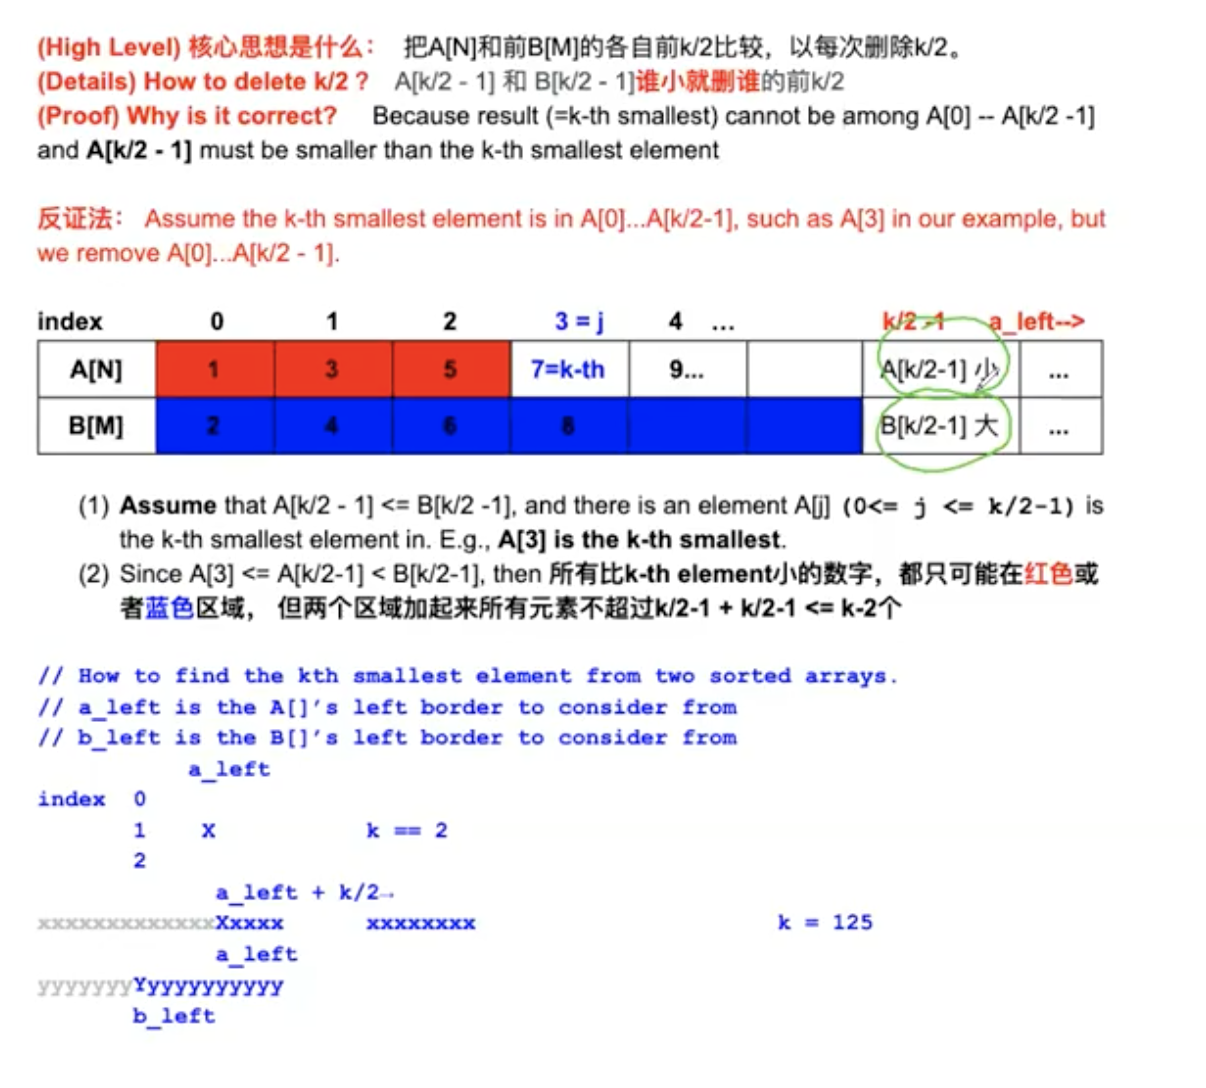 (High Level) 核心思想是什么： 把A[N]和前B[M]的各自前k/2比较，以每次删除k/2。
(Details) How to delete k/2 ? A[k/2 - 1] 和 B[k/2 - 1]谁小就删谁的前k/2
(Proof) Why is it correct? Because result (=k-th smallest) cannot be among A[0] -- A[k/2 -1]
and A[k/2 - 1] must be smaller than the k-th smallest element
反证法： Assume the k-th smallest element is in A[0]...A[k/2-1], such as A[3] in our example, but
we remove A[0]...A[k/2 - 1].
index 0 1 2 3 = j 4 ... k/2 -1 a_left-->
A[N] 1 3 5 7=k-th 9... A[k/2-1] 小 ...
B[M] 2 4 6 8 B[k/2-1] 大 ...
(1) Assume that A[k/2 - 1] <= B[k/2 -1], and there is an element A[j] (0<= j <= k/2-1) is
the k-th smallest element in. E.g., A[3] is the k-th smallest.
(2) Since A[3] <= A[k/2-1] < B[k/2-1], then 所有比k-th element小的数字，都只可能在红色或
者蓝色区域， 但两个区域加起来所有元素不超过k/2-1 + k/2-1 <= k-2个
// How to find the kth smallest element from two sorted arrays.
// a_left is the A[]'s left border to consider from
// b_left is the B[]'s left border to consider from
a_left
index 0
1 X k == 2
2
a_left + k/2→
xxxxxxxxxxxxxXxxxx xxxxxxxx k = 125
a_left
yyyyyyyYyyyyyyyyyy
b_left